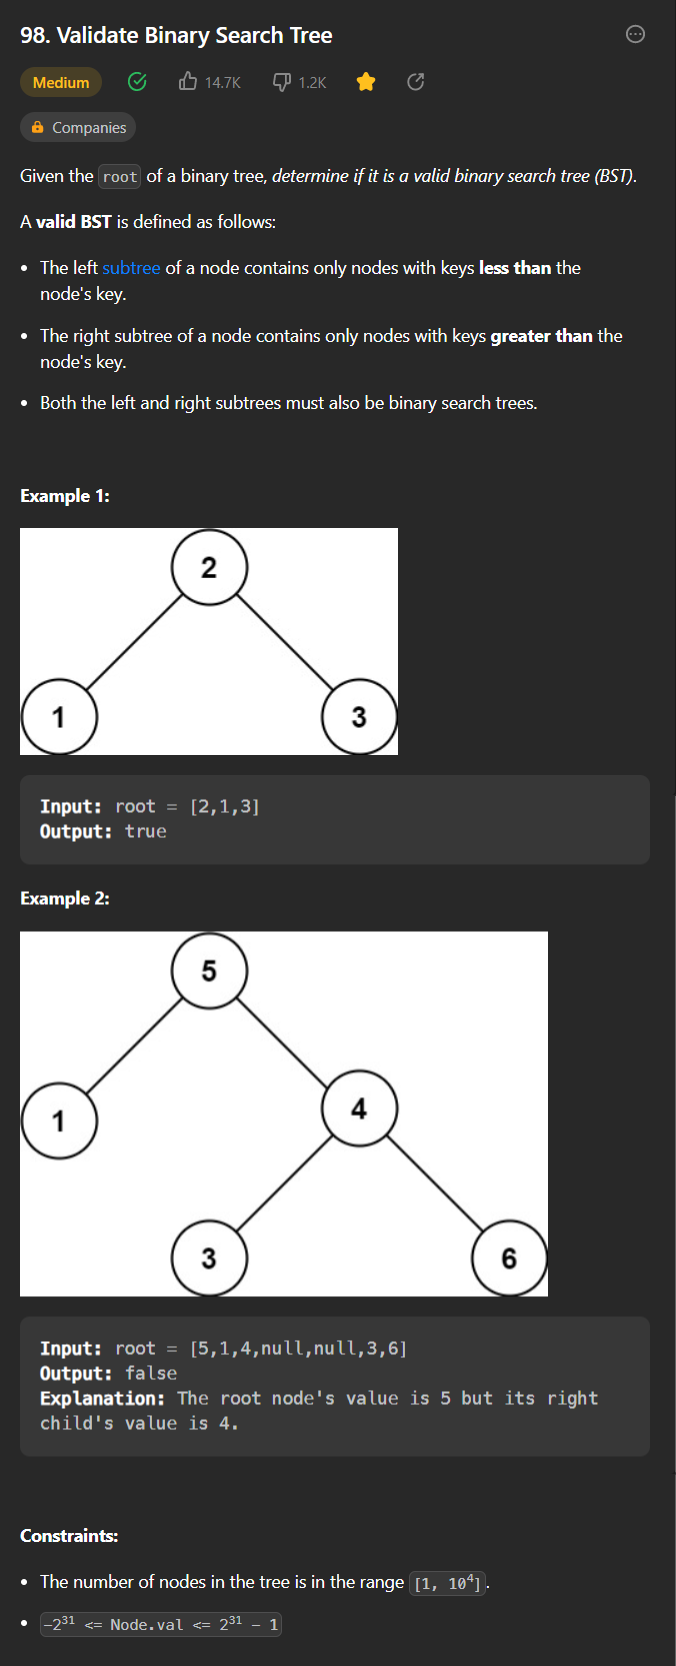 98. Validate Binary Search Tree
Medium 14.7K 1.2K
Companies
Given the root of a binary tree, determine if it is a valid binary search tree (BST).
A valid BST is defined as follows:
• The left subtree of a node contains only nodes with keys less than the
node's key.
• The right subtree of a node contains only nodes with keys greater than the
node's key.
• Both the left and right subtrees must also be binary search trees.
Example 1:
2
1 3
Input: root = [2,1,3]
Output: true
Example 2:
5
1 4
3 6
Input: root = [5,1,4,null,null,3,6]
Output: false
Explanation: The root node's value is 5 but its right
child's value is 4.
Constraints:
• The number of nodes in the tree is in the range [1, 10⁴].
• -2³¹ <= Node.val <= 2³¹ - 1